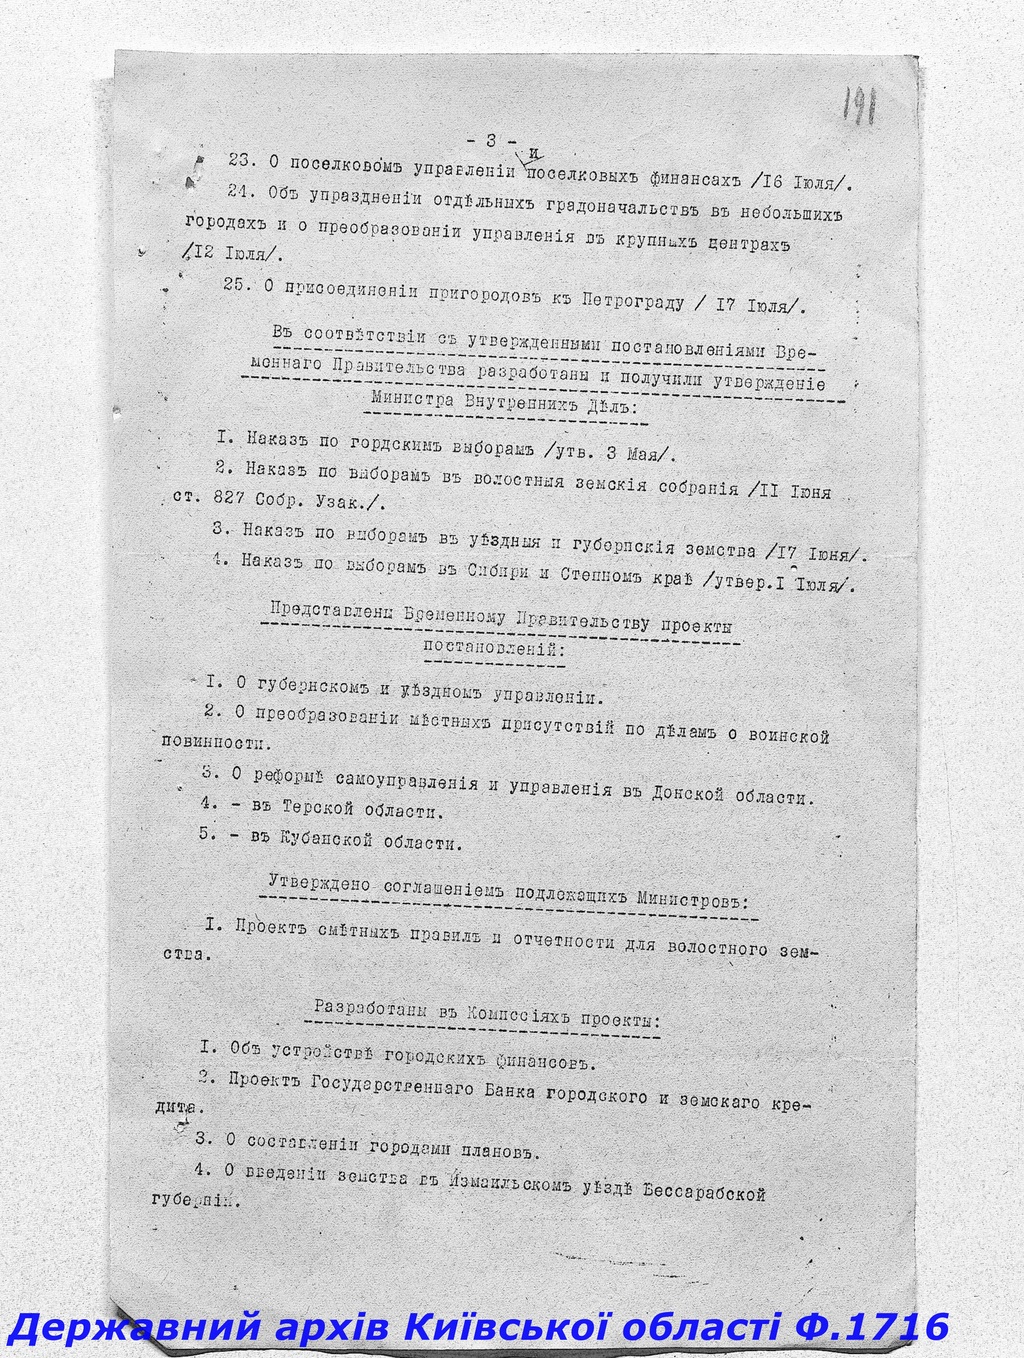 191
- 3 -
и
23. О поселковомъ управленіи поселковыхъ финансахъ /16 Іюля/.
24. Объ упраздненіи отдѣльныхъ градоначальствъ въ небольшихъ
городахъ и о преобразованіи управленія въ крупныхъ центрахъ
/12 Іюля/.
25. О присоединеніи пригородовъ къ Петрограду / 17 Іюля/.
Въ соотвѣтствіи съ утвержденными постановленіями Вре-
меннаго Правительства разработаны и получили утвержденіе
Министра Внутреннихъ Дѣлъ:
I. Наказъ по гордскимъ выборамъ /утв. 3 Мая/.
2. Наказъ по выборамъ въ волостныя земскія собранія /II Іюня
ст. 827 Собр. Узак./.
3. Наказъ по выборамъ въ уѣздныя и губернскія земства /17 Іюня/.
4. Наказъ по выборамъ въ Сибири и Степномъ краѣ /утвер.I Іюля/.
Представлены Временному Правительству проекты
постановленій:
I. О губернскомъ и уѣздномъ управленіи.
2. О преобразованіи мѣстныхъ присутствій по дѣламъ о воинской
повинности.
3. О реформѣ самоуправленія и управленія въ Донской области.
4. - въ Терской области.
5. - въ Кубанской области.
Утверждено соглашеніемъ подлежащихъ Министровъ:
I. Проектъ смѣтныхъ правилъ и отчетности для волостного зем-
ства.
Разработаны въ Комиссіяхъ проекты:
I. Объ устройствѣ городскихъ финансовъ.
2. Проектъ Государственнаго Банка городского и земскаго кре-
дита.
3. О составленіи городами плановъ.
4. О введеніи земства въ Измаильскомъ уѣздѣ Бессарабской
губерніи.
Державний архів Київської області Ф.1716